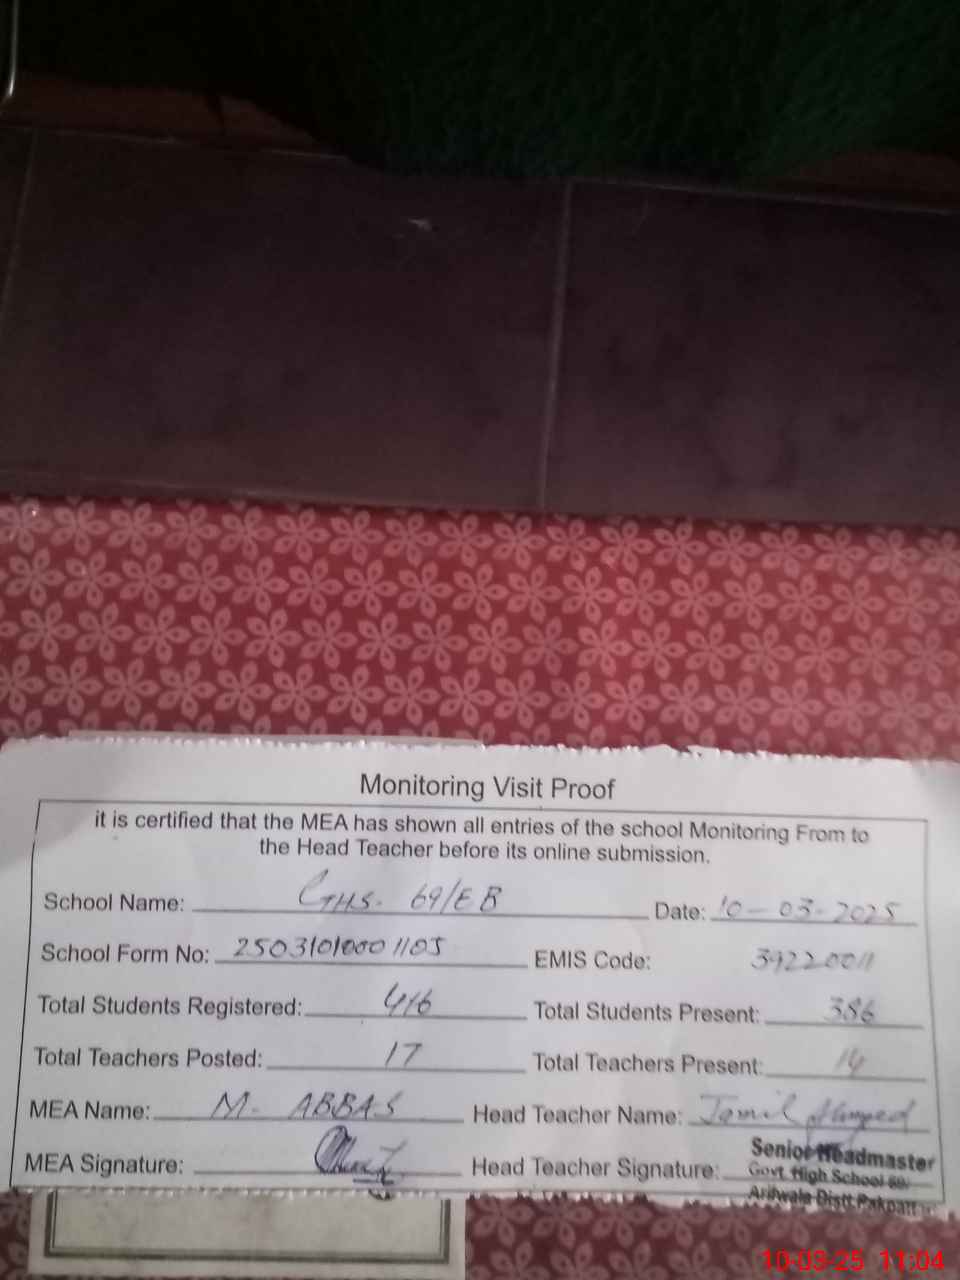 Monitoring Visit Proof
it is certified that the MEA has shown all entries of the school Monitoring From to
the Head Teacher before its online submission.
School Name: GHS. 69/EB Date: 10-03-2025
School Form No: 25031010001105 EMIS Code: 39220011
Total Students Registered: 416 Total Students Present: 386
Total Teachers Posted: 17 Total Teachers Present: 14
MEA Name: M. ABBAS Head Teacher Name: Jamil Ahmed
MEA Signature: Head Teacher Signature:
Senior Headmaster
Govt. High School 69/
Arifwala Distt Pakpattan
10-03-25 11:04